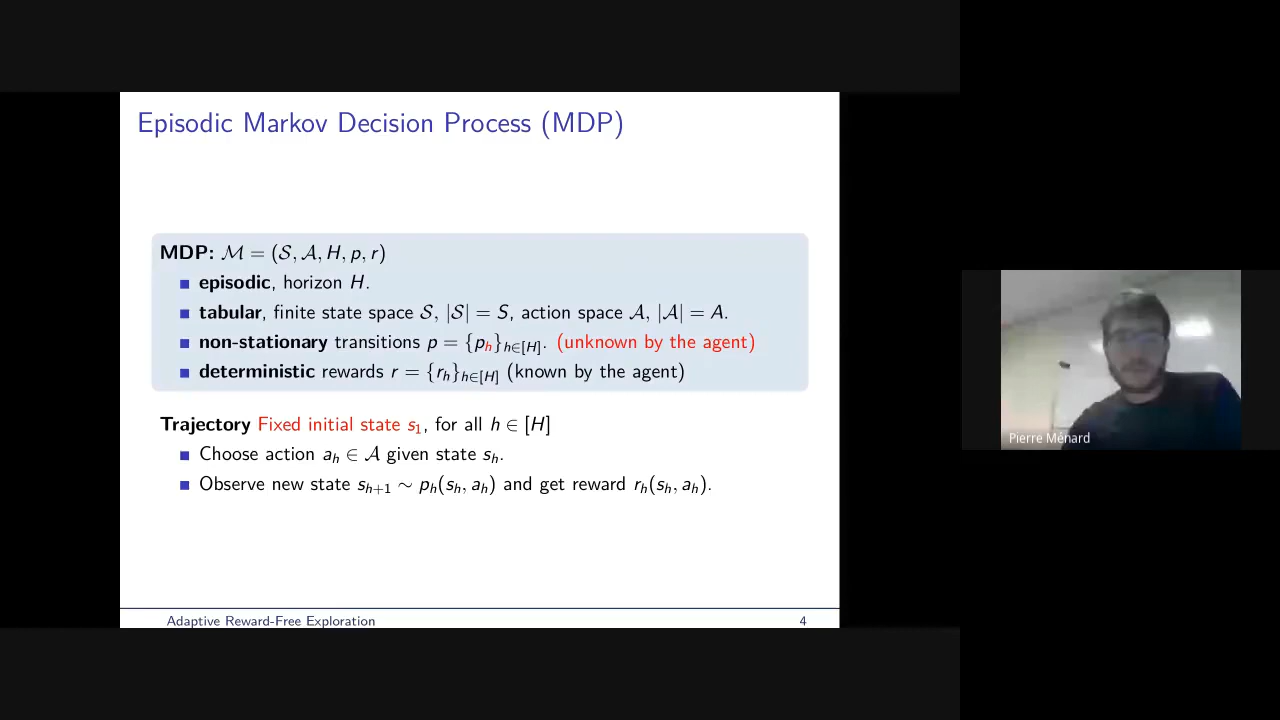 Episodic Markov Decision Process (MDP)
MDP: ℳ = (𝒮, 𝒜, H, p, r)
■ episodic, horizon H.
■ tabular, finite state space 𝒮, |𝒮| = S, action space 𝒜, |𝒜| = A.
■ non-stationary transitions p = {p_h}_{h∈[H]}. (unknown by the agent)
■ deterministic rewards r = {r_h}_{h∈[H]} (known by the agent)
Trajectory Fixed initial state s₁, for all h ∈ [H]
■ Choose action a_h ∈ 𝒜 given state s_h.
■ Observe new state s_{h+1} ∼ p_h(s_h, a_h) and get reward r_h(s_h, a_h).
Adaptive Reward-Free Exploration 4
Pierre Ménard